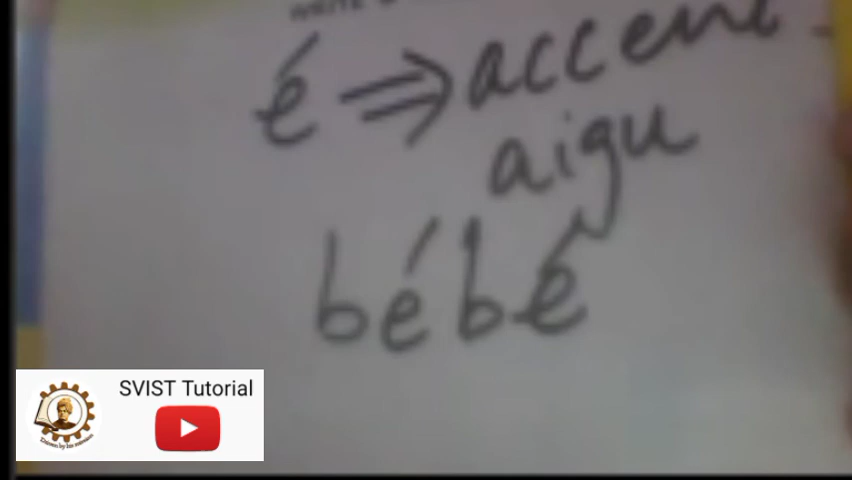 é ⇒ accent
aigu
bébé
SVIST Tutorial